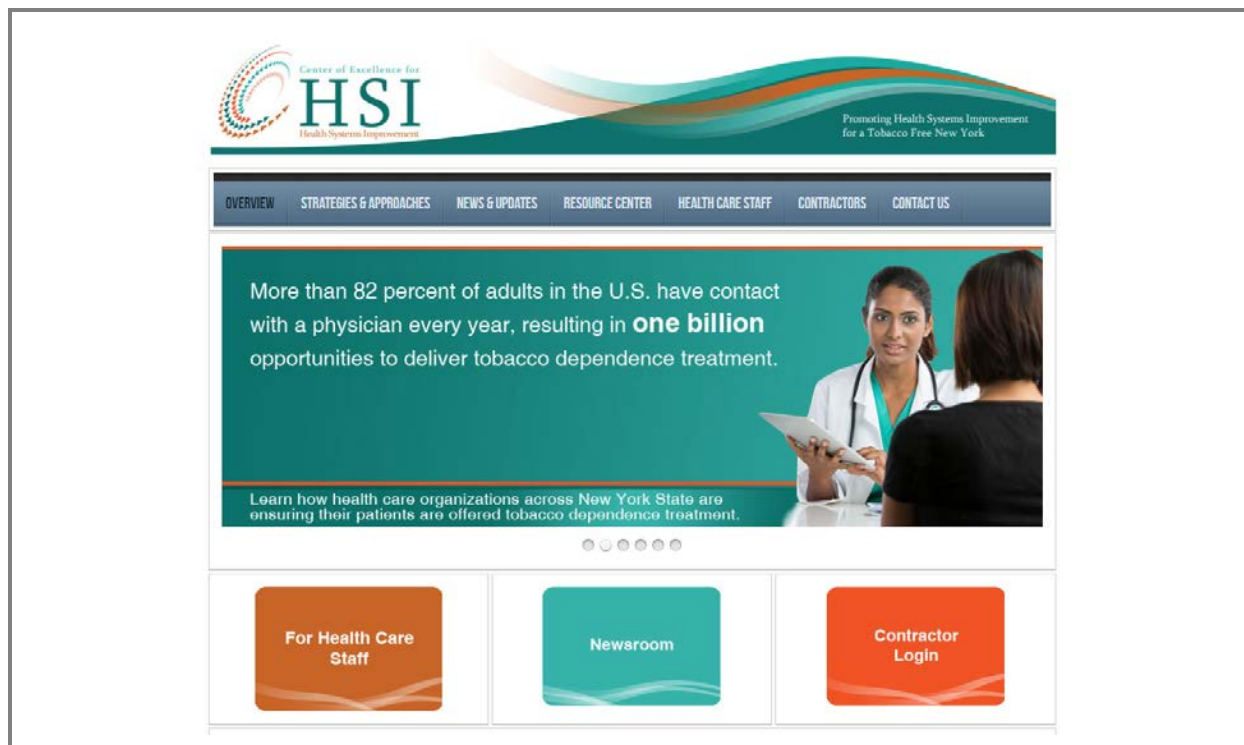 Center of Excellence for
HSI
Health Systems Improvement
Promoting Health Systems Improvement
for a Tobacco Free New York
OVERVIEW STRATEGIES & APPROACHES NEWS & UPDATES RESOURCE CENTER HEALTH CARE STAFF CONTRACTORS CONTACT US
More than 82 percent of adults in the U.S. have contact
with a physician every year, resulting in one billion
opportunities to deliver tobacco dependence treatment.
Learn how health care organizations across New York State are
ensuring their patients are offered tobacco dependence treatment.
For Health Care
Staff
Newsroom
Contractor
Login